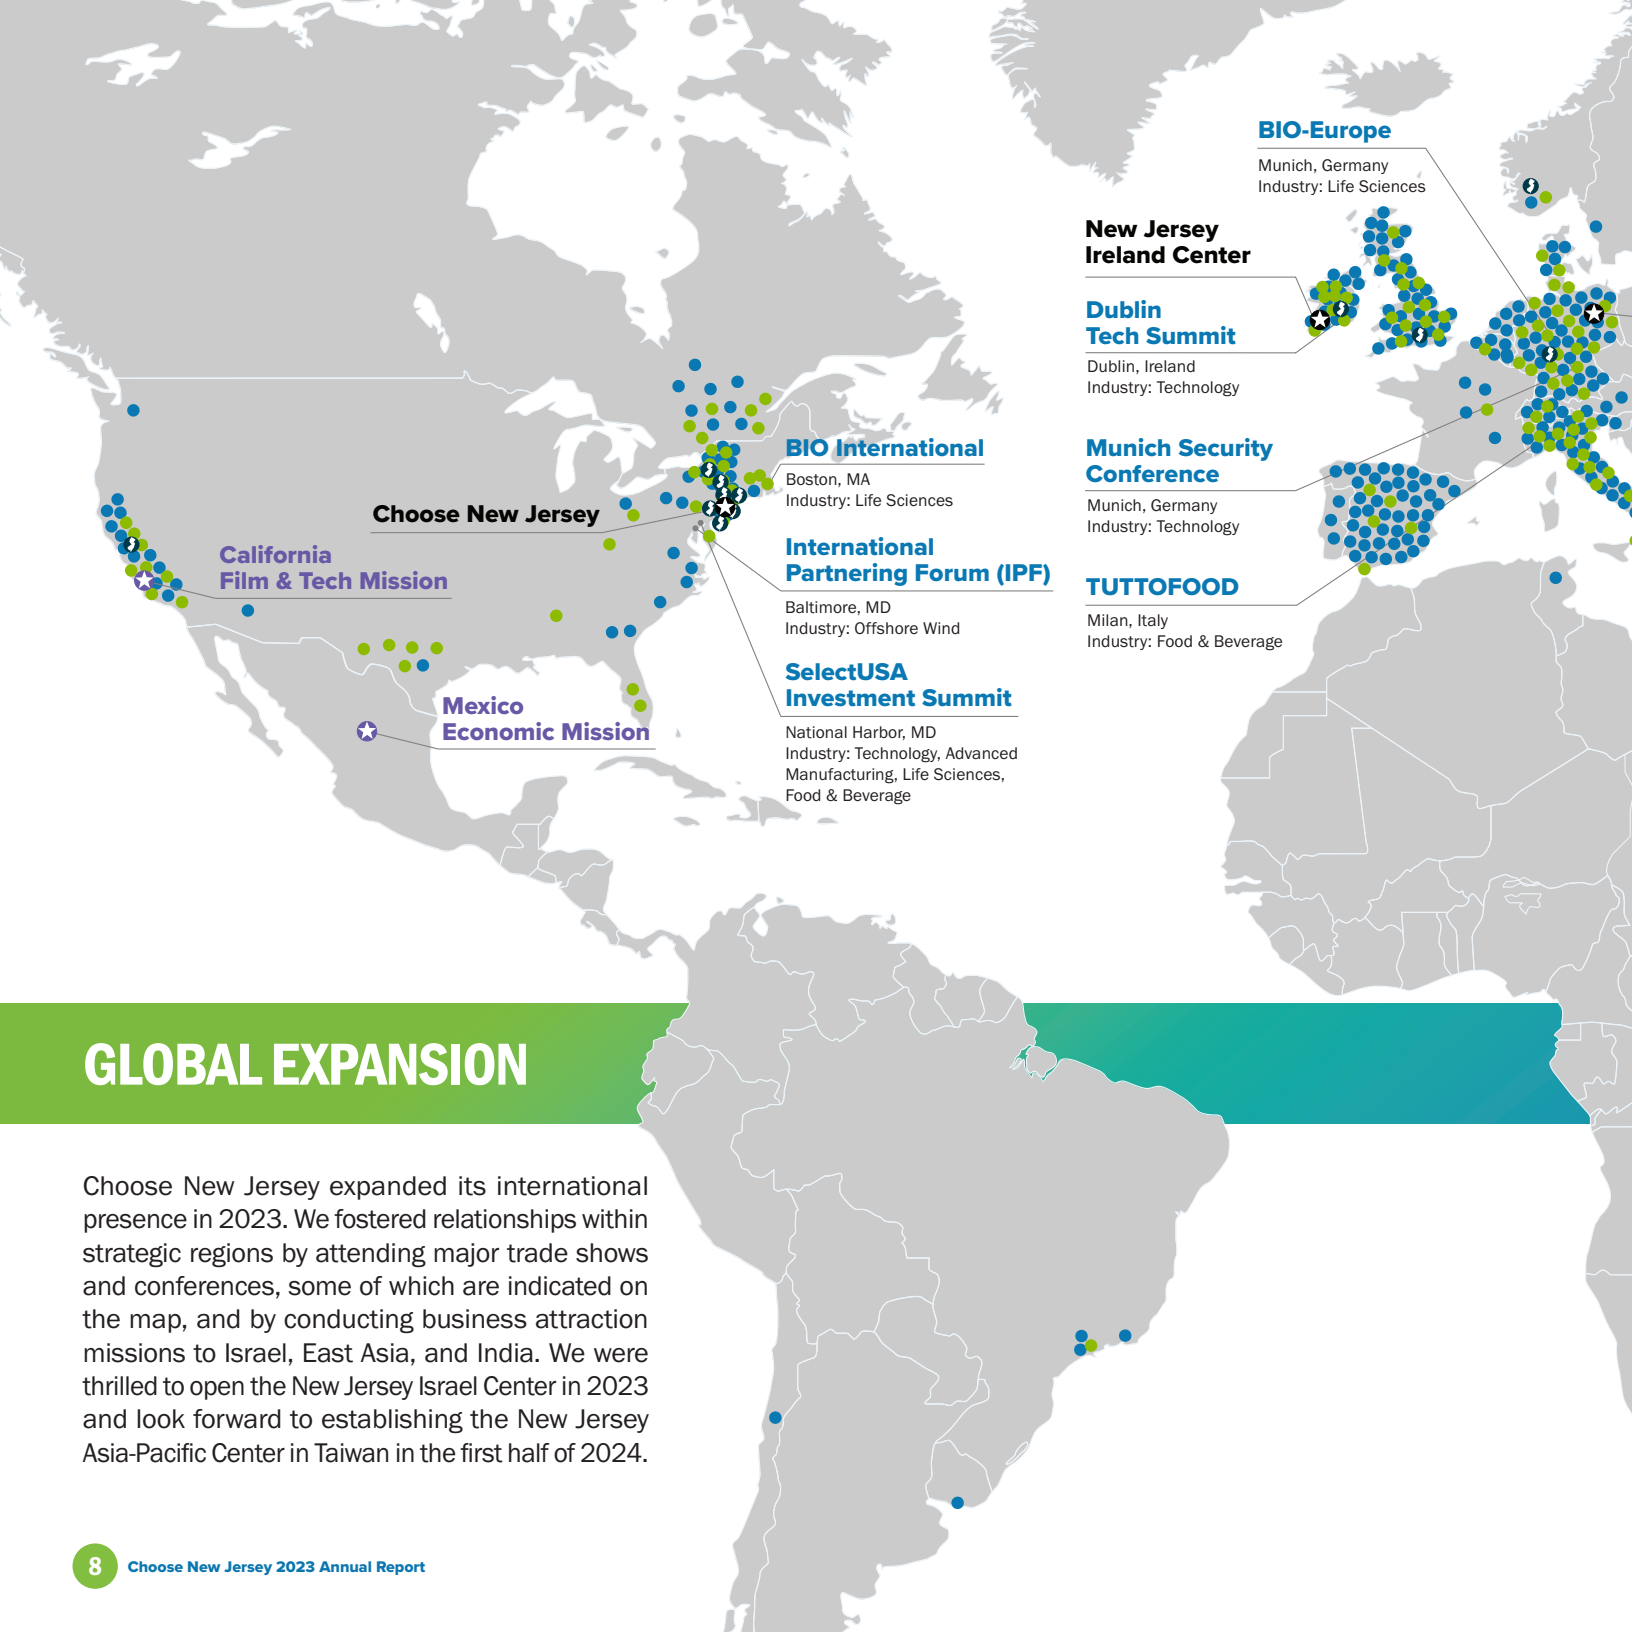 BIO-Europe
Munich, Germany
Industry: Life Sciences
New Jersey
Ireland Center
Dublin
Tech Summit
Dublin, Ireland
Industry: Technology
Munich Security
Conference
Munich, Germany
Industry: Technology
TUTTOFOOD
Milan, Italy
Industry: Food & Beverage
BIO International
Boston, MA
Industry: Life Sciences
Choose New Jersey
International
Partnering Forum (IPF)
Baltimore, MD
Industry: Offshore Wind
California
Film & Tech Mission
SelectUSA
Investment Summit
National Harbor, MD
Industry: Technology, Advanced
Manufacturing, Life Sciences,
Food & Beverage
Mexico
Economic Mission
GLOBAL EXPANSION
Choose New Jersey expanded its international
presence in 2023. We fostered relationships within
strategic regions by attending major trade shows
and conferences, some of which are indicated on
the map, and by conducting business attraction
missions to Israel, East Asia, and India. We were
thrilled to open the New Jersey Israel Center in 2023
and look forward to establishing the New Jersey
Asia-Pacific Center in Taiwan in the first half of 2024.
8 Choose New Jersey 2023 Annual Report